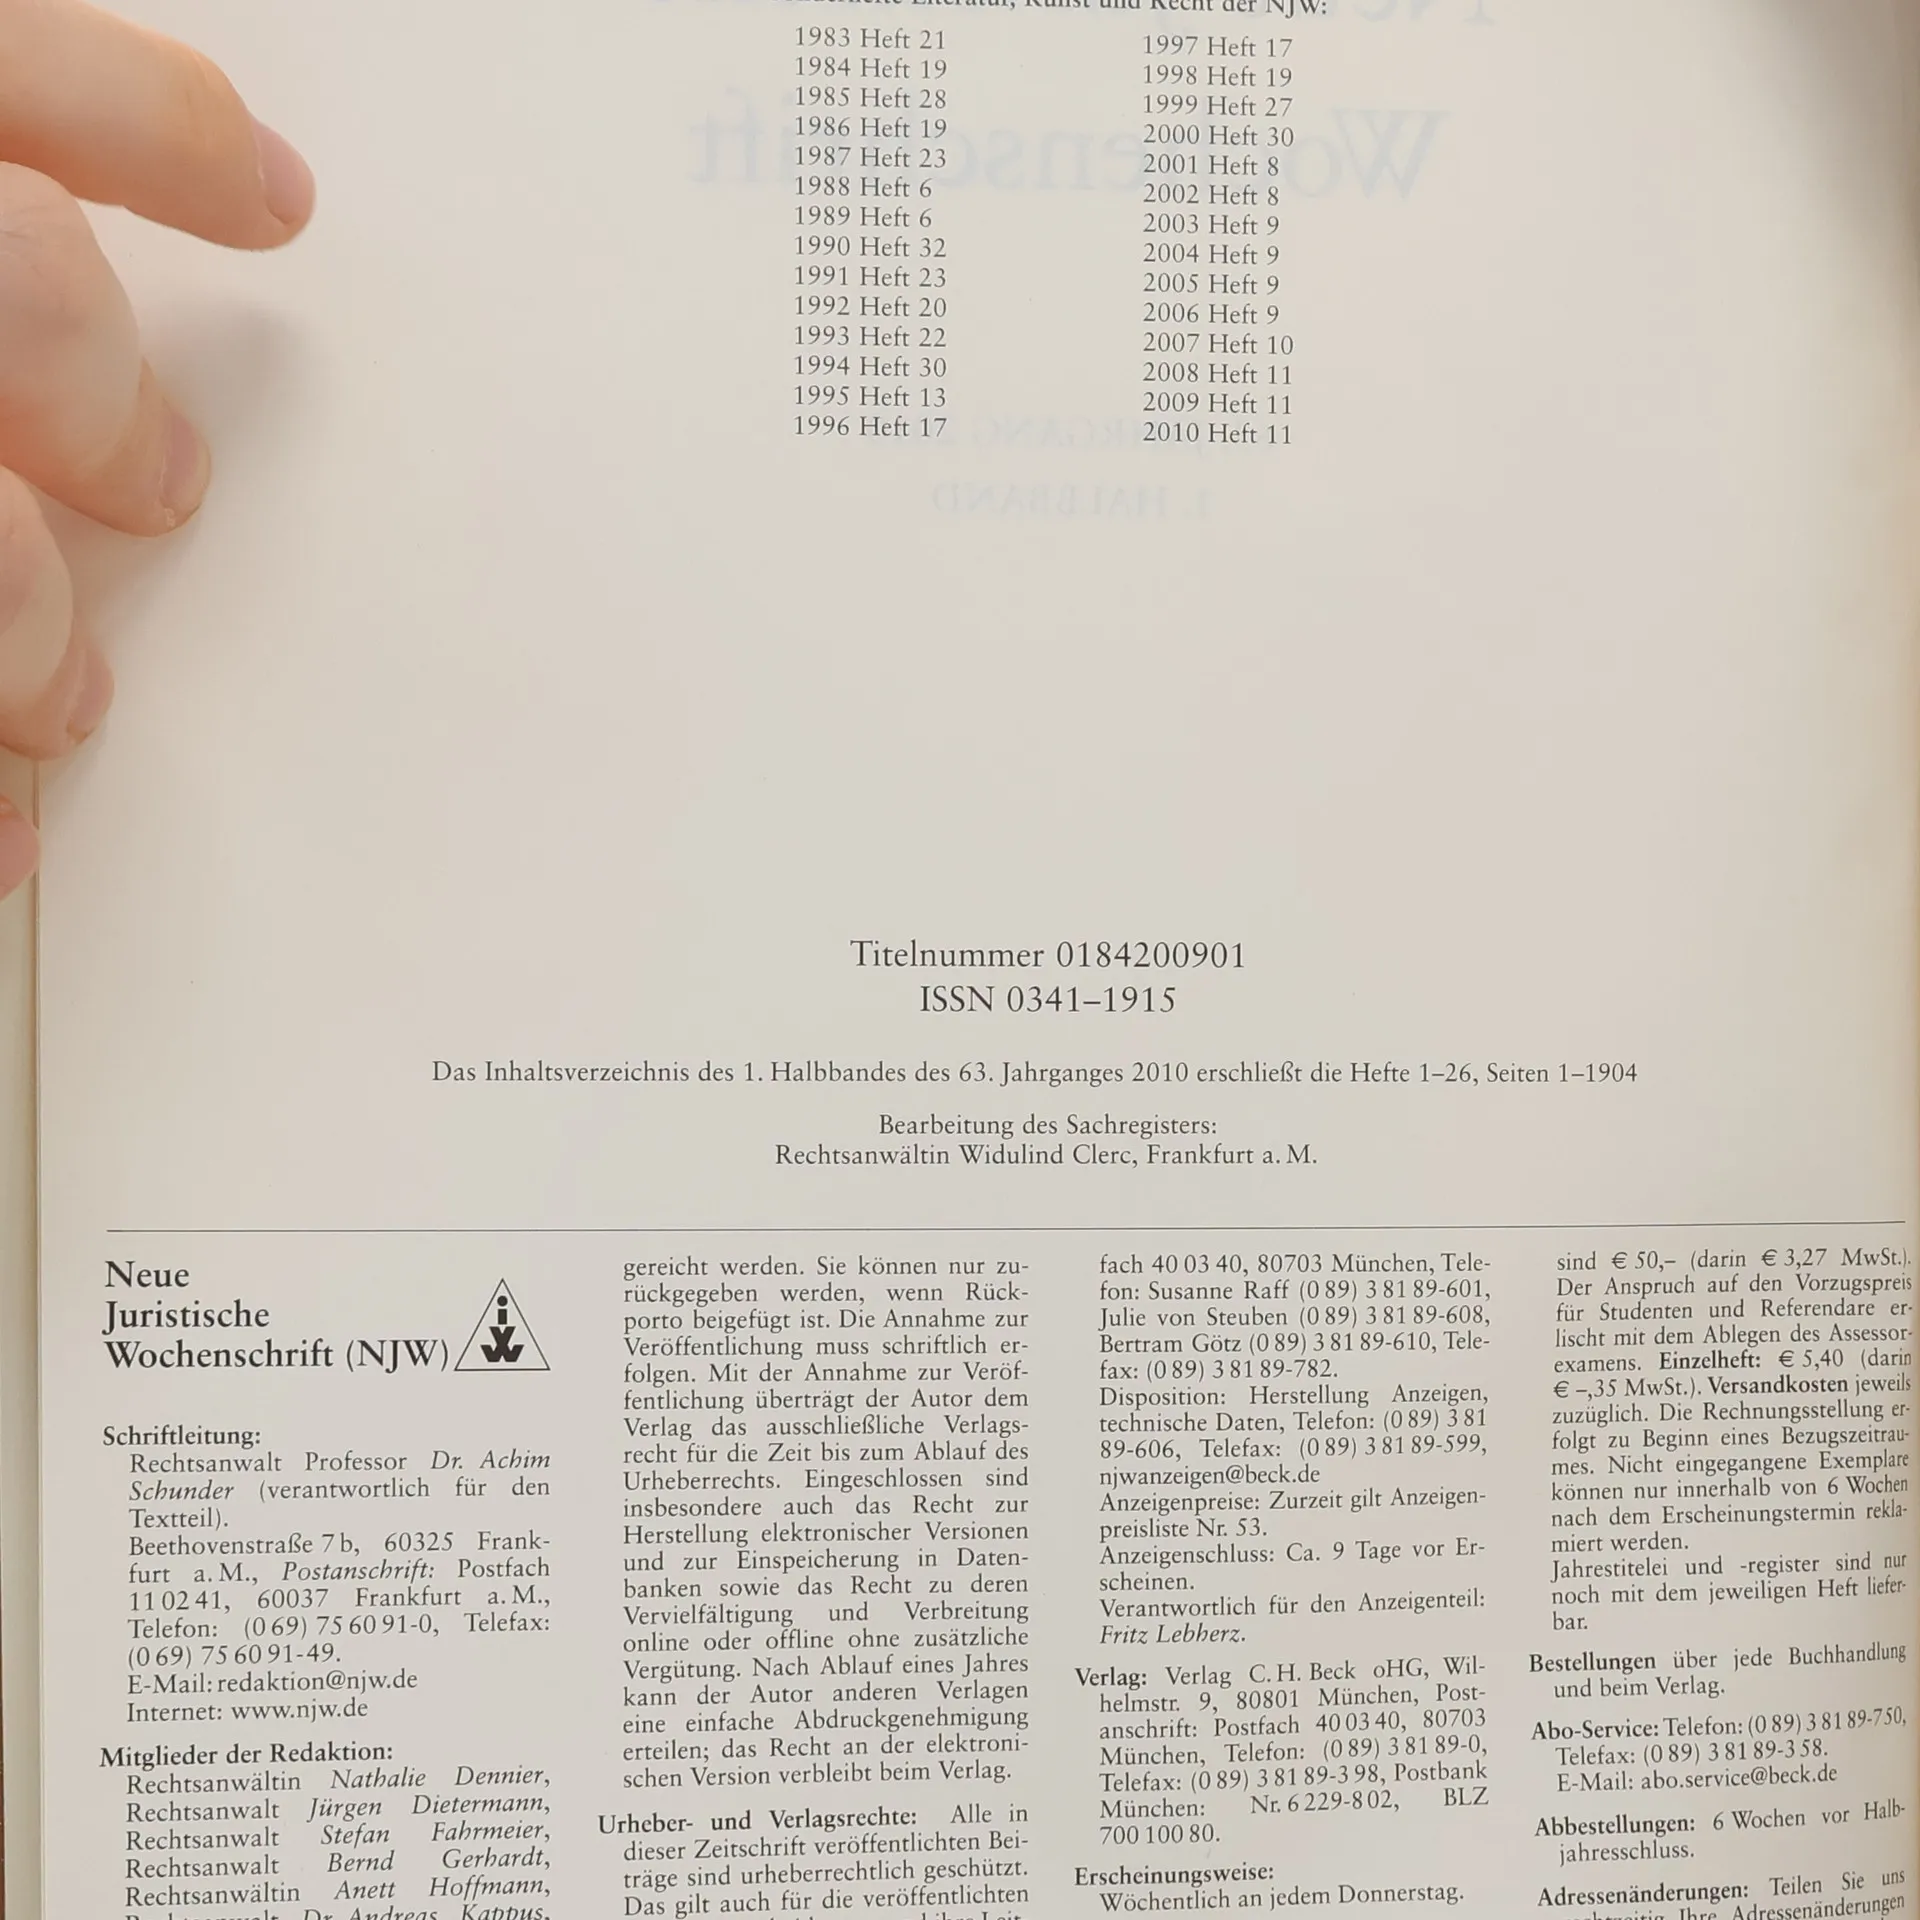 Literatur, Kunst und Recht der NJW:
1983 Heft 21
1984 Heft 19
1985 Heft 28
1986 Heft 19
1987 Heft 23
1988 Heft 6
1989 Heft 6
1990 Heft 32
1991 Heft 23
1992 Heft 20
1993 Heft 22
1994 Heft 30
1995 Heft 13
1996 Heft 17
1997 Heft 17
1998 Heft 19
1999 Heft 27
2000 Heft 30
2001 Heft 8
2002 Heft 8
2003 Heft 9
2004 Heft 9
2005 Heft 9
2006 Heft 9
2007 Heft 10
2008 Heft 11
2009 Heft 11
2010 Heft 11
1. HALBBAND
Titelnummer 0184200901
ISSN 0341–1915
Das Inhaltsverzeichnis des 1. Halbbandes des 63. Jahrganges 2010 erschließt die Hefte 1–26, Seiten 1–1904
Bearbeitung des Sachregisters:
Rechtsanwältin Widulind Clerc, Frankfurt a. M.
Neue
Juristische
Wochenschrift (NJW)
Schriftleitung:
Rechtsanwalt Professor Dr. Achim
Schunder (verantwortlich für den
Textteil).
Beethovenstraße 7 b, 60325 Frank-
furt a. M., Postanschrift: Postfach
11 02 41, 60037 Frankfurt a. M.,
Telefon: (0 69) 75 60 91-0, Telefax:
(0 69) 75 60 91-49.
E-Mail: redaktion@njw.de
Internet: www.njw.de
Mitglieder der Redaktion:
Rechtsanwältin Nathalie Dennier,
Rechtsanwalt Jürgen Dietermann,
Rechtsanwalt Stefan Fahrmeier,
Rechtsanwalt Bernd Gerhardt,
Rechtsanwältin Anett Hoffmann,
Rechtsanwalt Dr. Andreas Kappus,
gereicht werden. Sie können nur zu-
rückgegeben werden, wenn Rück-
porto beigefügt ist. Die Annahme zur
Veröffentlichung muss schriftlich er-
folgen. Mit der Annahme zur Veröf-
fentlichung überträgt der Autor dem
Verlag das ausschließliche Verlags-
recht für die Zeit bis zum Ablauf des
Urheberrechts. Eingeschlossen sind
insbesondere auch das Recht zur
Herstellung elektronischer Versionen
und zur Einspeicherung in Daten-
banken sowie das Recht zu deren
Vervielfältigung und Verbreitung
online oder offline ohne zusätzliche
Vergütung. Nach Ablauf eines Jahres
kann der Autor anderen Verlagen
eine einfache Abdruckgenehmigung
erteilen; das Recht an der elektroni-
schen Version verbleibt beim Verlag.
Urheber- und Verlagsrechte: Alle in
dieser Zeitschrift veröffentlichten Bei-
träge sind urheberrechtlich geschützt.
Das gilt auch für die veröffentlichten
fach 40 03 40, 80703 München, Tele-
fon: Susanne Raff (0 89) 3 81 89-601,
Julie von Steuben (0 89) 3 81 89-608,
Bertram Götz (0 89) 3 81 89-610, Tele-
fax: (0 89) 3 81 89-782.
Disposition: Herstellung Anzeigen,
technische Daten, Telefon: (0 89) 3 81
89-606, Telefax: (0 89) 3 81 89-599,
njwanzeigen@beck.de
Anzeigenpreise: Zurzeit gilt Anzeigen-
preisliste Nr. 53.
Anzeigenschluss: Ca. 9 Tage vor Er-
scheinen.
Verantwortlich für den Anzeigenteil:
Fritz Lebherz.
Verlag: Verlag C. H. Beck oHG, Wil-
helmstr. 9, 80801 München, Post-
anschrift: Postfach 40 03 40, 80703
München, Telefon: (0 89) 3 81 89-0,
Telefax: (0 89) 3 81 89-3 98, Postbank
München: Nr. 6 229-8 02, BLZ
700 100 80.
Erscheinungsweise:
Wöchentlich an jedem Donnerstag.
sind € 50,– (darin € 3,27 MwSt.).
Der Anspruch auf den Vorzugspreis
für Studenten und Referendare er-
lischt mit dem Ablegen des Assessor-
examens. Einzelheft: € 5,40 (darin
€ –,35 MwSt.). Versandkosten jeweils
zuzüglich. Die Rechnungsstellung er-
folgt zu Beginn eines Bezugszeitrau-
mes. Nicht eingegangene Exemplare
können nur innerhalb von 6 Wochen
nach dem Erscheinungstermin rekla-
miert werden.
Jahrestitelei und -register sind nur
noch mit dem jeweiligen Heft liefer-
bar.
Bestellungen über jede Buchhandlung
und beim Verlag.
Abo-Service: Telefon: (0 89) 3 81 89-750,
Telefax: (0 89) 3 81 89-3 58.
E-Mail: abo.service@beck.de
Abbestellungen: 6 Wochen vor Halb-
jahresschluss.
Adressenänderungen: Teilen Sie uns
Ihre Adressenänderungen